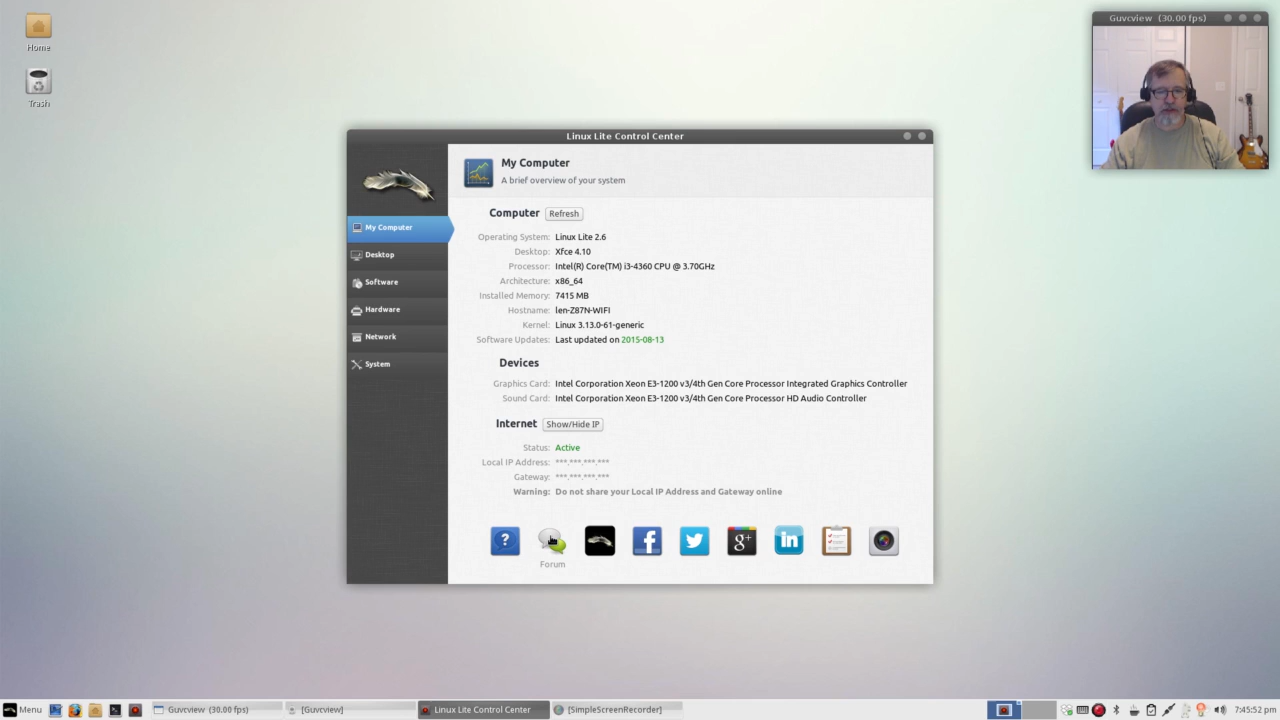 Home
Trash
Guvcview (30.00 fps)
Linux Lite Control Center
My Computer
A brief overview of your system
My Computer
Desktop
Software
Hardware
Network
System
Computer Refresh
Operating System: Linux Lite 2.6
Desktop: Xfce 4.10
Processor: Intel(R) Core(TM) i3-4360 CPU @ 3.70GHz
Architecture: x86_64
Installed Memory: 7415 MB
Hostname: len-Z87N-WIFI
Kernel: Linux 3.13.0-61-generic
Software Updates: Last updated on 2015-08-13
Devices
Graphics Card: Intel Corporation Xeon E3-1200 v3/4th Gen Core Processor Integrated Graphics Controller
Sound Card: Intel Corporation Xeon E3-1200 v3/4th Gen Core Processor HD Audio Controller
Internet Show/Hide IP
Status: Active
Local IP Address: ***.***.***.***
Gateway: ***.***.***.***
Warning: Do not share your Local IP Address and Gateway online
Forum
Menu Guvcview (30.00 fps) [Guvcview] Linux Lite Control Center [SimpleScreenRecorder] 7:45:52 pm